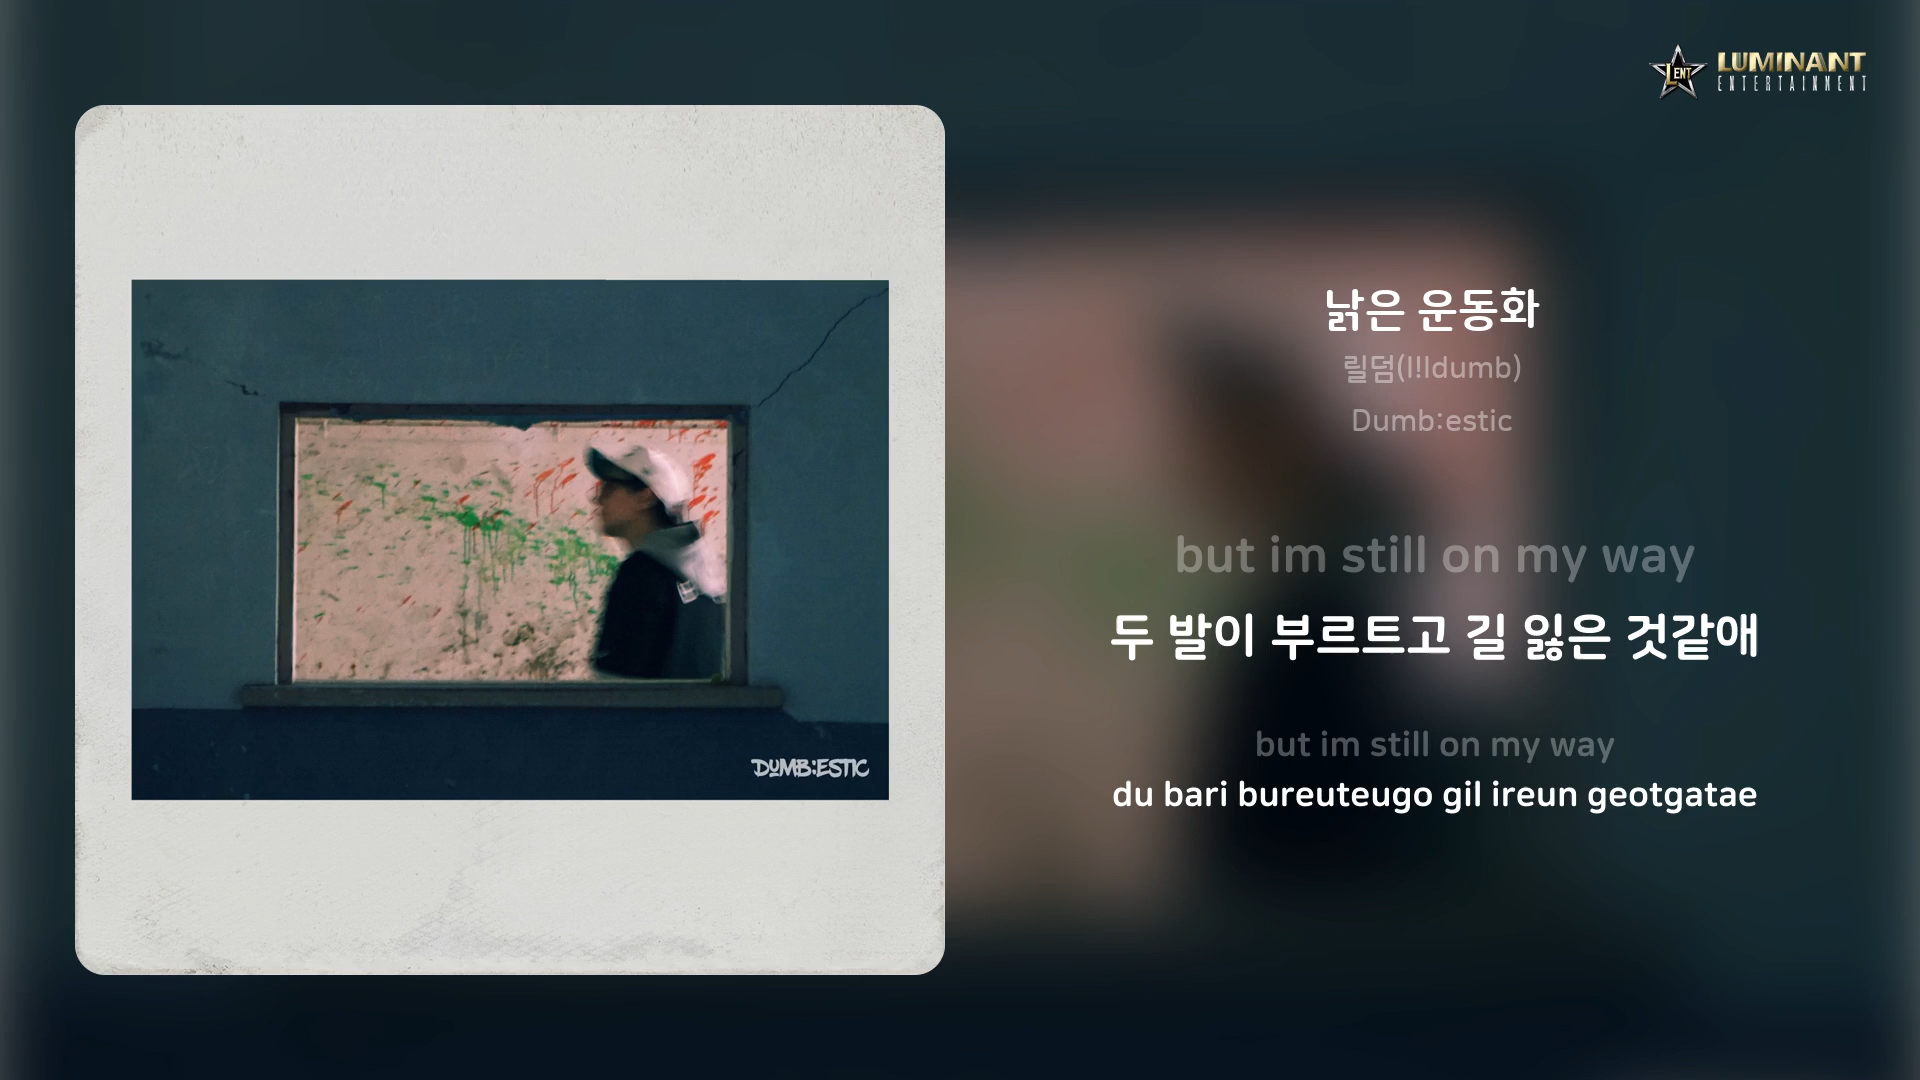 LENT
LUMINANT
ENTERTAINMENT
낡은 운동화
릴덤(l!ldumb)
Dumb:estic
but im still on my way
두 발이 부르트고 길 잃은 것같애
but im still on my way
du bari bureuteugo gil ireun geotgatae
DUMB:ESTIC